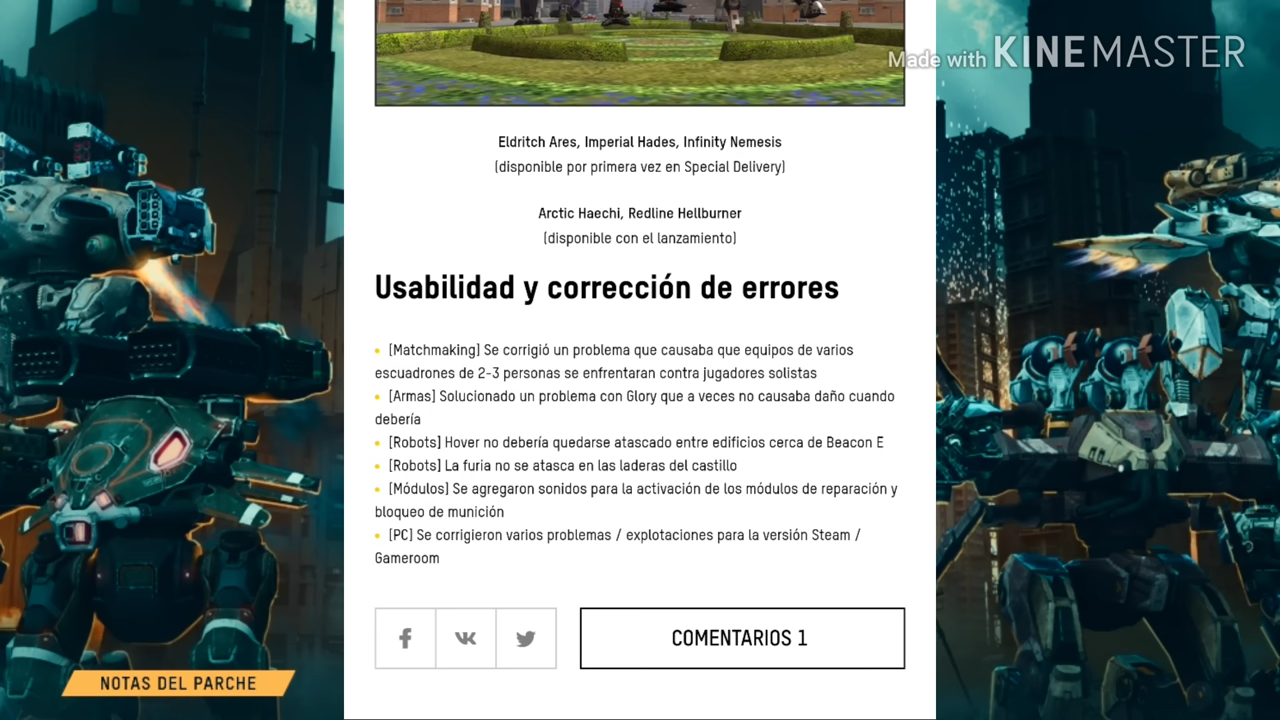 Made with KINEMASTER
Eldritch Ares, Imperial Hades, Infinity Nemesis
(disponible por primera vez en Special Delivery)
Arctic Haechi, Redline Hellburner
(disponible con el lanzamiento)
Usabilidad y corrección de errores
• [Matchmaking] Se corrigió un problema que causaba que equipos de varios
escuadrones de 2-3 personas se enfrentaran contra jugadores solistas
• [Armas] Solucionado un problema con Glory que a veces no causaba daño cuando
debería
• [Robots] Hover no debería quedarse atascado entre edificios cerca de Beacon E
• [Robots] La furia no se atasca en las laderas del castillo
• [Módulos] Se agregaron sonidos para la activación de los módulos de reparación y
bloqueo de munición
• [PC] Se corrigieron varios problemas / explotaciones para la versión Steam /
Gameroom
COMENTARIOS 1
NOTAS DEL PARCHE